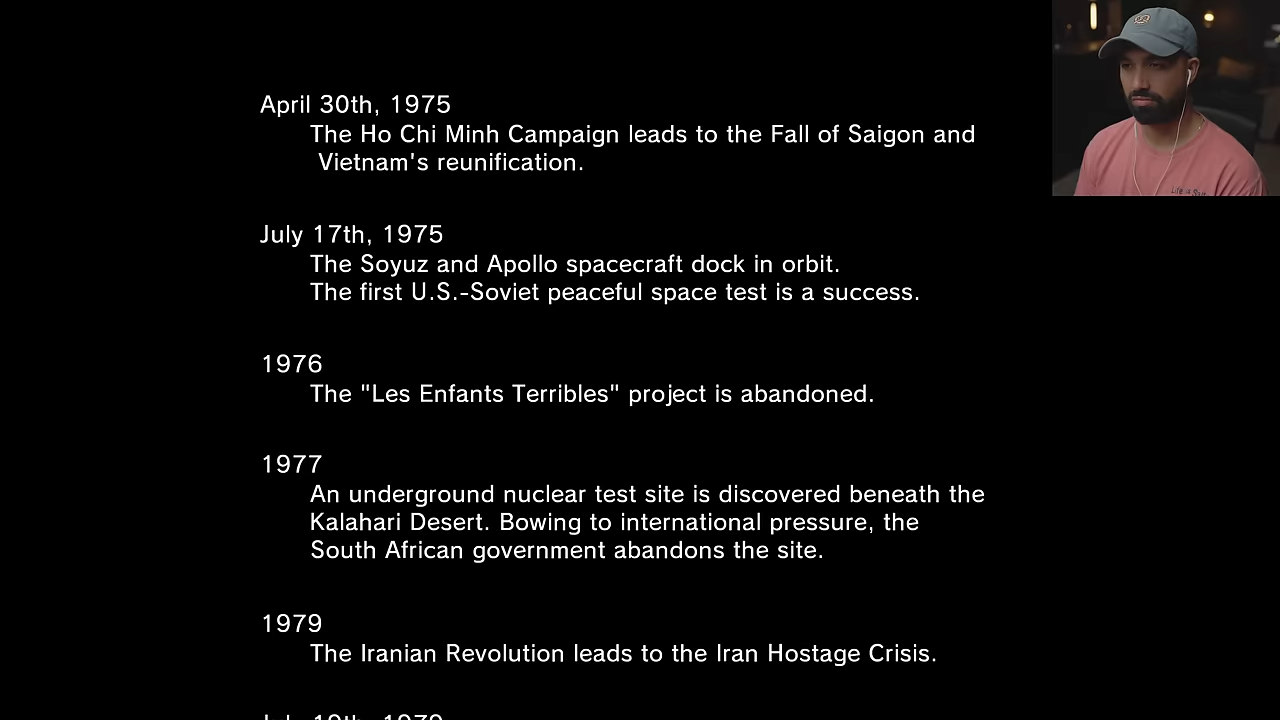 April 30th, 1975
The Ho Chi Minh Campaign leads to the Fall of Saigon and
Vietnam's reunification.
July 17th, 1975
The Soyuz and Apollo spacecraft dock in orbit.
The first U.S.-Soviet peaceful space test is a success.
1976
The "Les Enfants Terribles" project is abandoned.
1977
An underground nuclear test site is discovered beneath the
Kalahari Desert. Bowing to international pressure, the
South African government abandons the site.
1979
The Iranian Revolution leads to the Iran Hostage Crisis.
Life is